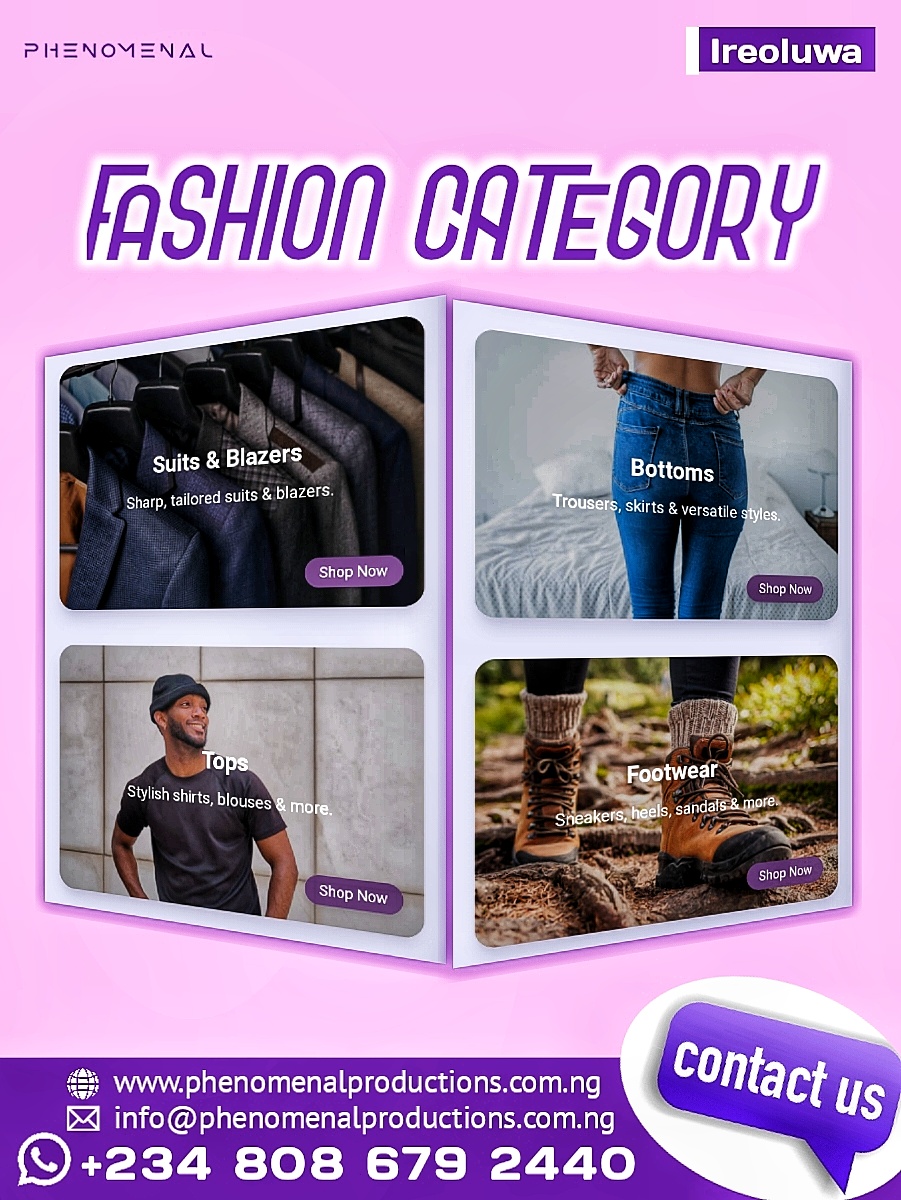 PHENOMENAL
Ireoluwa
FASHION CATEGORY
Suits & Blazers
Sharp, tailored suits & blazers.
Shop Now
Bottoms
Trousers, skirts & versatile styles.
Shop Now
Tops
Stylish shirts, blouses & more.
Shop Now
Footwear
Sneakers, heels, sandals & more.
Shop Now
contact us
www.phenomenalproductions.com.ng
info@phenomenalproductions.com.ng
+234 808 679 2440